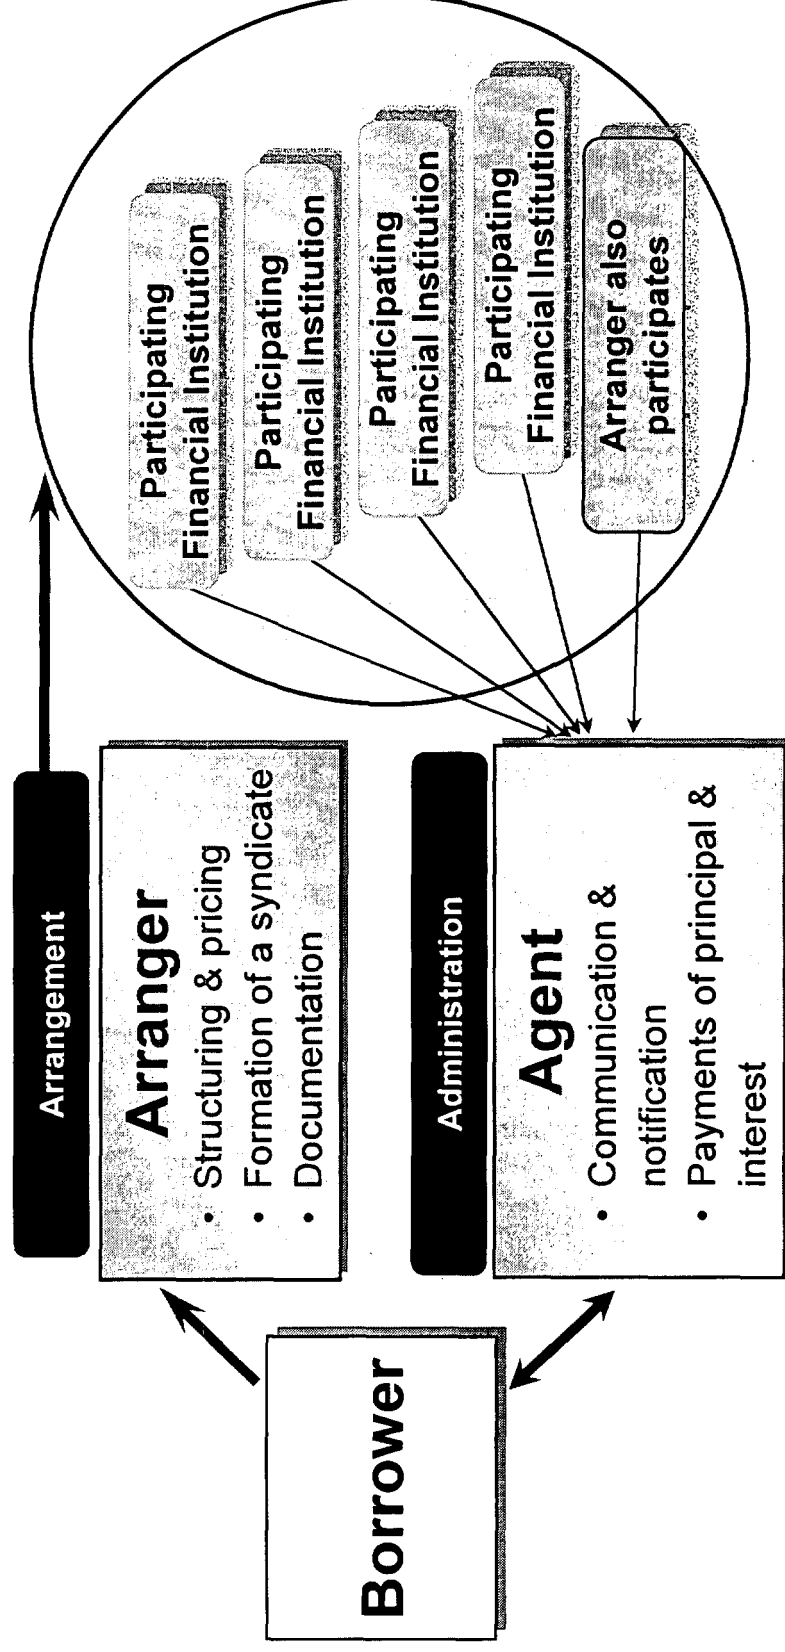 Borrower
Arrangement
Arranger
• Structuring & pricing
• Formation of a syndicate
• Documentation
Administration
Agent
• Communication &
notification
• Payments of principal &
interest
Participating
Financial Institution
Participating
Financial Institution
Participating
Financial Institution
Participating
Financial Institution
Arranger also
participates